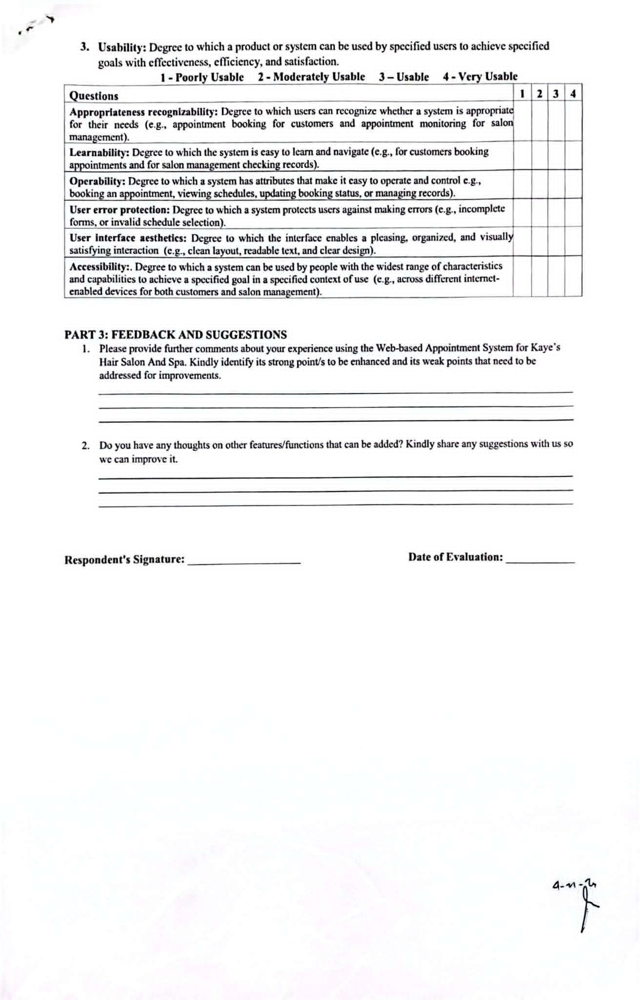 3. Usability: Degree to which a product or system can be used by specified users to achieve specified
goals with effectiveness, efficiency, and satisfaction.
1 - Poorly Usable 2 - Moderately Usable 3 – Usable 4 - Very Usable
Questions 1 2 3 4
Appropriateness recognizability: Degree to which users can recognize whether a system is appropriate
for their needs (e.g., appointment booking for customers and appointment monitoring for salon
management).
Learnability: Degree to which the system is easy to learn and navigate (e.g., for customers booking
appointments and for salon management checking records).
Operability: Degree to which a system has attributes that make it easy to operate and control e.g.,
booking an appointment, viewing schedules, updating booking status, or managing records).
User error protection: Degree to which a system protects users against making errors (e.g., incomplete
forms, or invalid schedule selection).
User interface aesthetics: Degree to which the interface enables a pleasing, organized, and visually
satisfying interaction (e.g., clean layout, readable text, and clear design).
Accessibility:. Degree to which a system can be used by people with the widest range of characteristics
and capabilities to achieve a specified goal in a specified context of use (e.g., across different internet-
enabled devices for both customers and salon management).
PART 3: FEEDBACK AND SUGGESTIONS
1. Please provide further comments about your experience using the Web-based Appointment System for Kaye's
Hair Salon And Spa. Kindly identify its strong point/s to be enhanced and its weak points that need to be
addressed for improvements.
2. Do you have any thoughts on other features/functions that can be added? Kindly share any suggestions with us so
we can improve it.
Respondent's Signature:
Date of Evaluation: